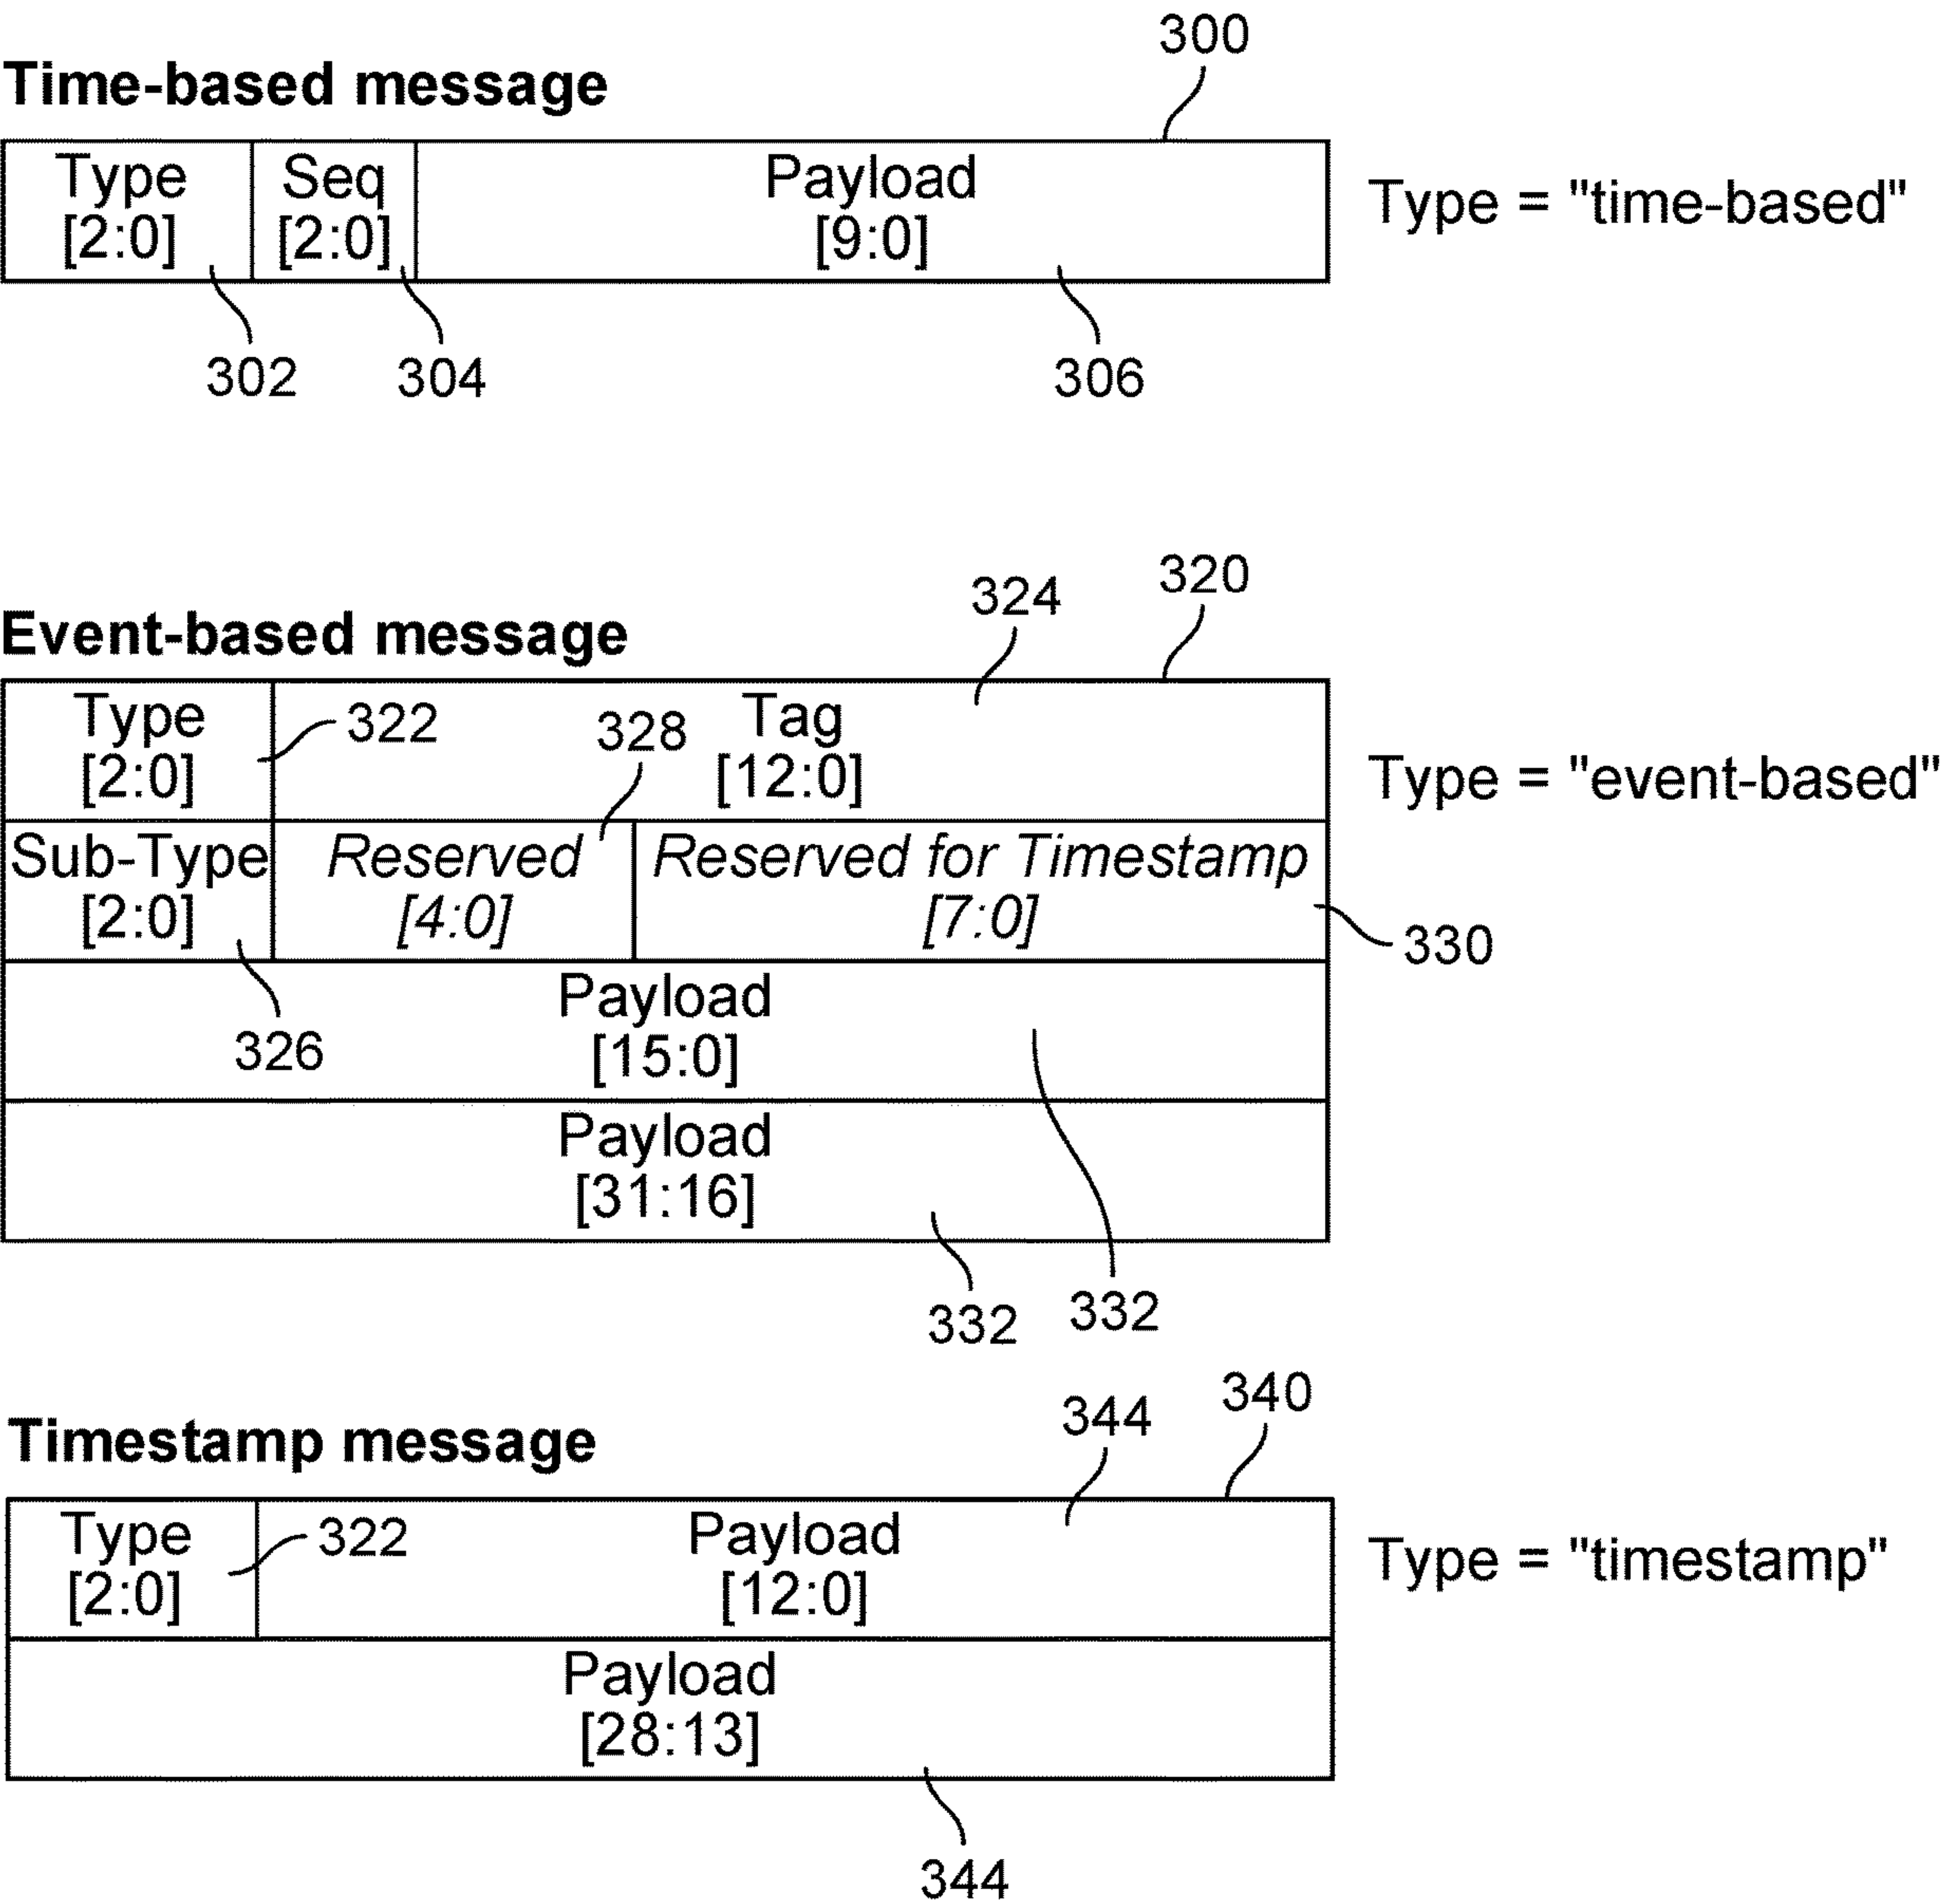 300
Time-based message
Type Seq Payload
[2:0] [2:0] [9:0]
Type = "time-based"
302 304 306
320
324
Event-based message
Type 322 328 Tag
[2:0] [12:0]
Type = "event-based"
Sub-Type Reserved Reserved for Timestamp
[2:0] [4:0] [7:0]
330
Payload
[15:0]
326
Payload
[31:16]
332 332
340
344
Timestamp message
Type 322 Payload
[2:0] [12:0]
Type = "timestamp"
Payload
[28:13]
344